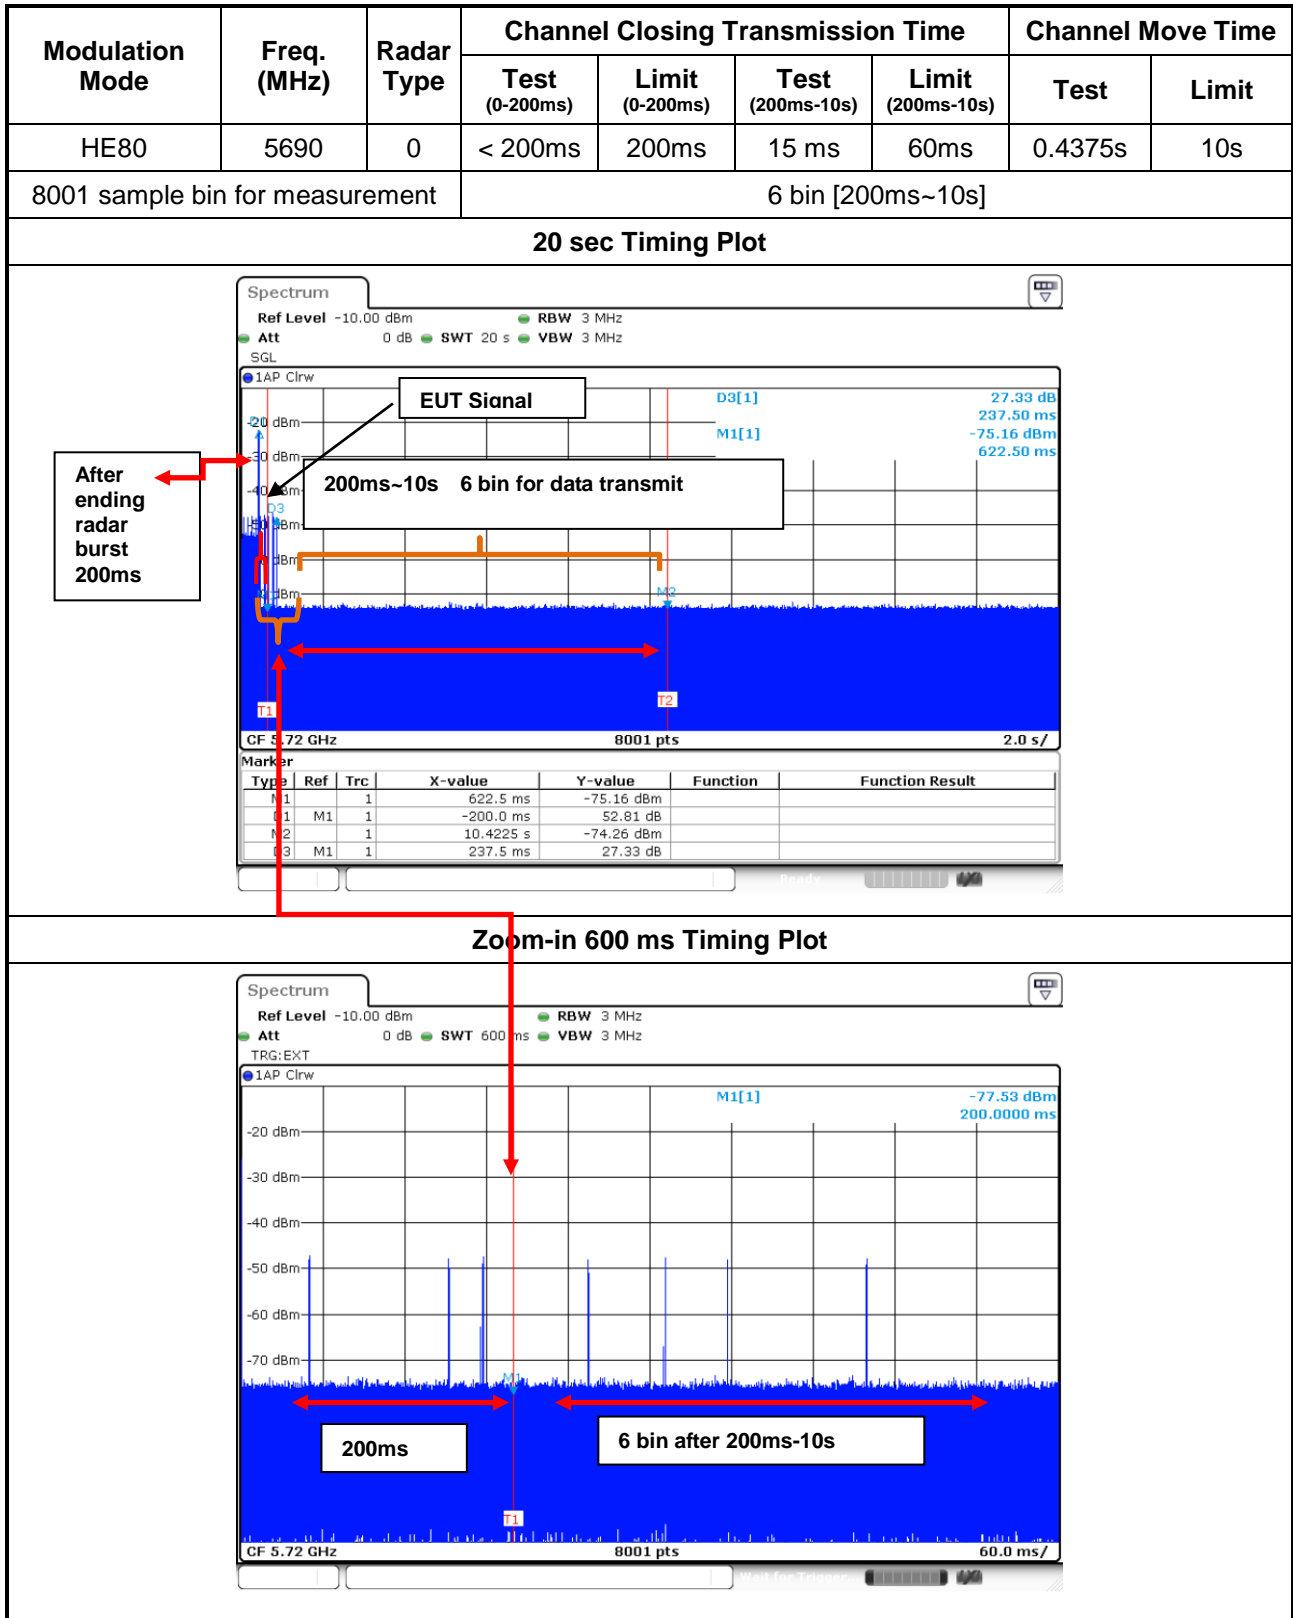 Modulation Mode Freq. (MHz) Radar Type Channel Closing Transmission Time Channel Move Time
Test (0-200ms) Limit (0-200ms) Test (200ms-10s) Limit (200ms-10s) Test Limit
HE80 5690 0 < 200ms 200ms 15 ms 60ms 0.4375s 10s
8001 sample bin for measurement 6 bin [200ms~10s]
20 sec Timing Plot
Spectrum
Ref Level -10.00 dBm RBW 3 MHz
Att 0 dB SWT 20 s VBW 3 MHz
SGL
1AP Clrw
EUT Signal
D3[1] 27.33 dB
237.50 ms
M1[1] -75.16 dBm
622.50 ms
-20 dBm
-30 dBm
200ms~10s 6 bin for data transmit
After
ending
radar
burst
200ms
D3
M2
T1
T2
CF 5.72 GHz 8001 pts 2.0 s/
Marker
Type Ref Trc X-value Y-value Function Function Result
M1 1 622.5 ms -75.16 dBm
D1 M1 1 -200.0 ms 52.81 dB
M2 1 10.4225 s -74.26 dBm
D3 M1 1 237.5 ms 27.33 dB
Ready
Zoom-in 600 ms Timing Plot
Spectrum
Ref Level -10.00 dBm RBW 3 MHz
Att 0 dB SWT 600 ms VBW 3 MHz
TRG:EXT
1AP Clrw
M1[1] -77.53 dBm
200.0000 ms
-20 dBm
-30 dBm
-40 dBm
-50 dBm
-60 dBm
-70 dBm
M1
200ms
6 bin after 200ms-10s
T1
CF 5.72 GHz 8001 pts 60.0 ms/
Wait for Trigger...